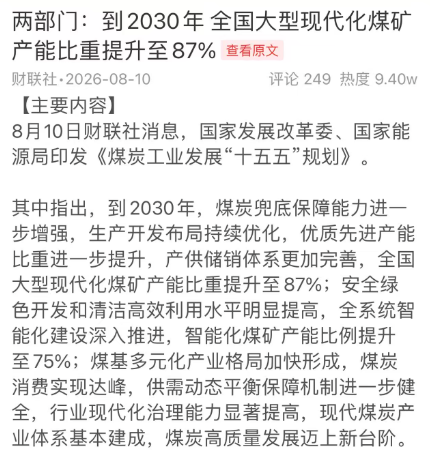 两部门：到2030年 全国大型现代化煤矿
产能比重提升至87% 查看原文
财联社·2026-08-10 评论 249 热度 9.40w
【主要内容】
8月10日财联社消息，国家发展改革委、国家能
源局印发《煤炭工业发展“十五五”规划》。
其中指出，到2030年，煤炭兜底保障能力进一
步增强，生产开发布局持续优化，优质先进产能
比重进一步提升，产供储销体系更加完善，全国
大型现代化煤矿产能比重提升至87%；安全绿
色开发和清洁高效利用水平明显提高，全系统智
能化建设深入推进，智能化煤矿产能比例提升
至75%；煤基多元化产业格局加快形成，煤炭
消费实现达峰，供需动态平衡保障机制进一步健
全，行业现代化治理能力显著提高，现代煤炭产
业体系基本建成，煤炭高质量发展迈上新台阶。